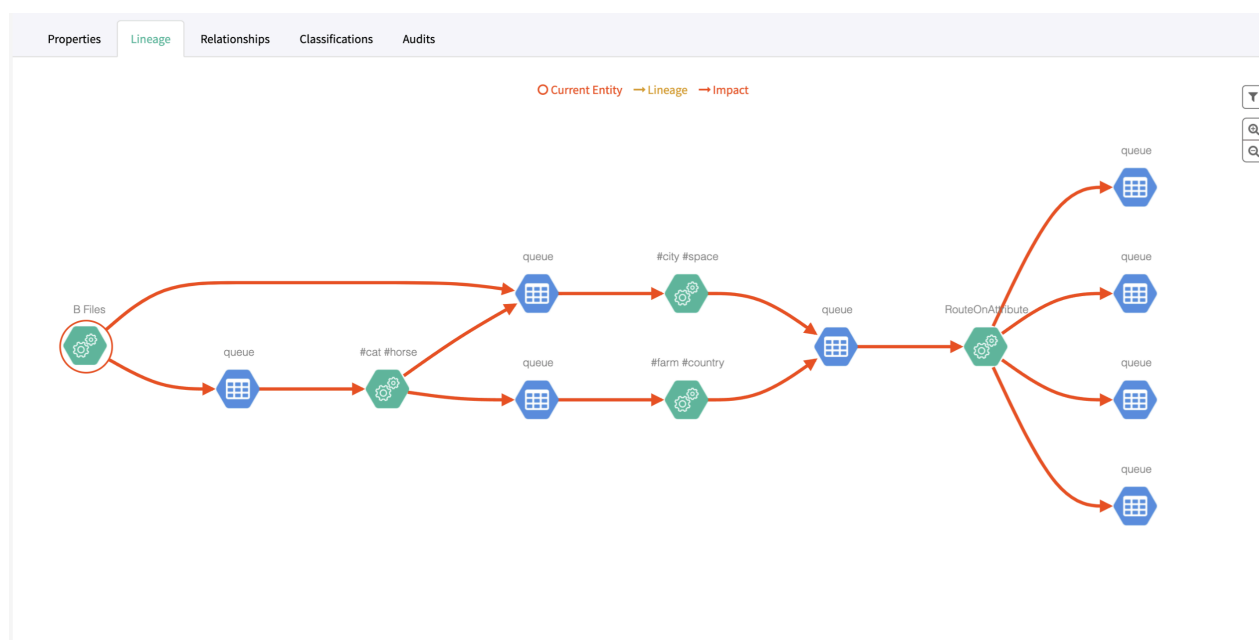 Properties Lineage Relationships Classifications Audits
Current Entity Lineage Impact
queue
queue #city #space queue
B Files queue RouteOnAttribute
queue #cat #horse queue #farm #country queue
queue